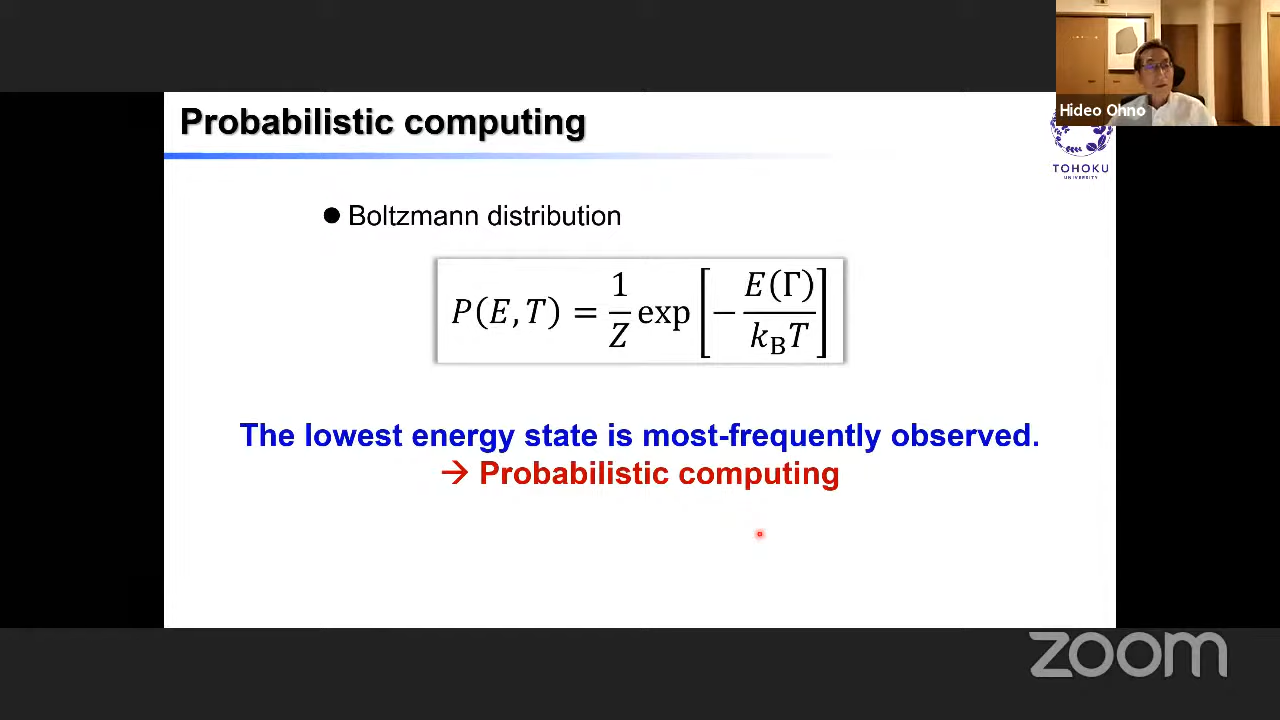 Hideo Ohno
Probabilistic computing
TOHOKU
UNIVERSITY
● Boltzmann distribution
P(E, T) = 1/Z exp[−E(Γ)/k_B T]
The lowest energy state is most-frequently observed.
→ Probabilistic computing
zoom